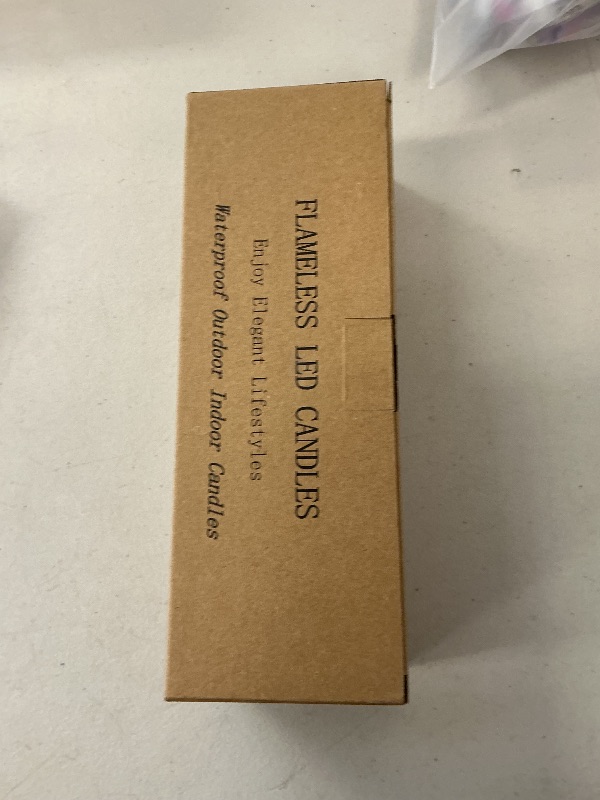 FLAMELESS LED CANDLES
Enjoy Elegant Lifestyles
Waterproof Outdoor Indoor Candles